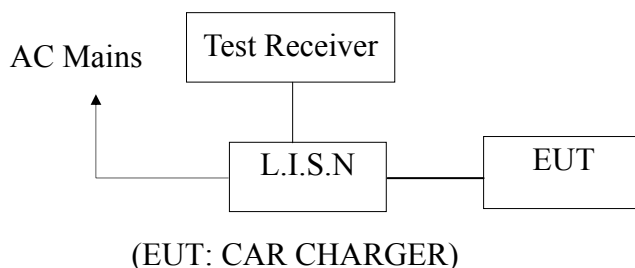 Test Receiver
AC Mains
L.I.S.N
EUT
(EUT: CAR CHARGER)